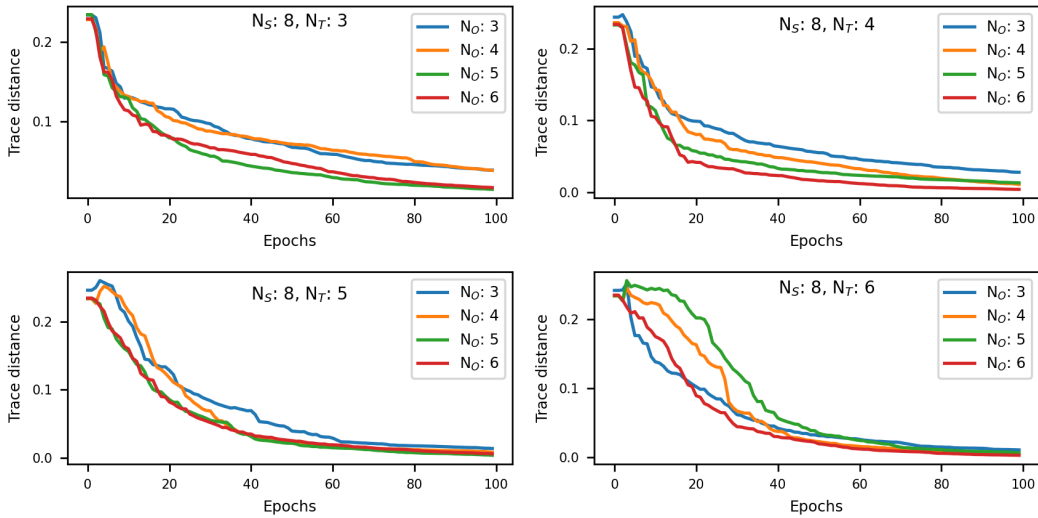 N_S: 8, N_T: 3
N_O: 3
N_O: 4
N_O: 5
N_O: 6
Trace distance
0.2
0.1
0 20 40 60 80 100
Epochs
N_S: 8, N_T: 4
N_O: 3
N_O: 4
N_O: 5
N_O: 6
Trace distance
0.2
0.1
0.0
0 20 40 60 80 100
Epochs
N_S: 8, N_T: 5
N_O: 3
N_O: 4
N_O: 5
N_O: 6
Trace distance
0.2
0.1
0.0
0 20 40 60 80 100
Epochs
N_S: 8, N_T: 6
N_O: 3
N_O: 4
N_O: 5
N_O: 6
Trace distance
0.2
0.1
0.0
0 20 40 60 80 100
Epochs